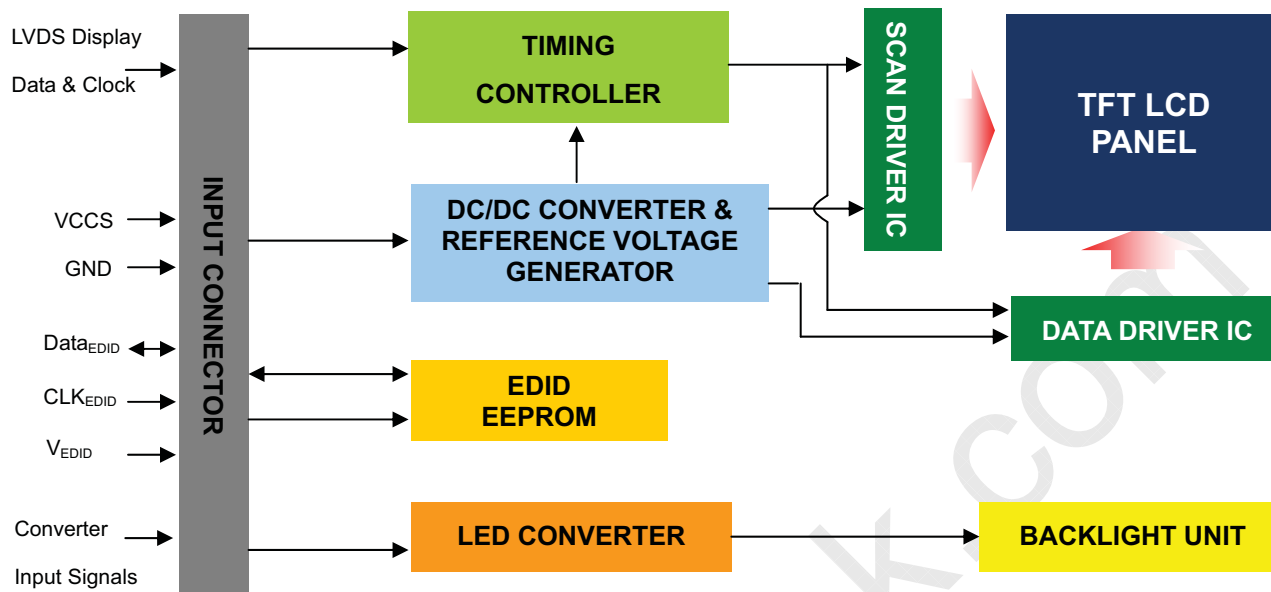 LVDS Display
Data & Clock
VCCS
GND
DataEDID
CLKEDID
VEDID
Converter
Input Signals
INPUT CONNECTOR
TIMING
CONTROLLER
DC/DC CONVERTER &
REFERENCE VOLTAGE
GENERATOR
EDID
EEPROM
LED CONVERTER
SCAN DRIVER IC
TFT LCD
PANEL
DATA DRIVER IC
BACKLIGHT UNIT
k.com